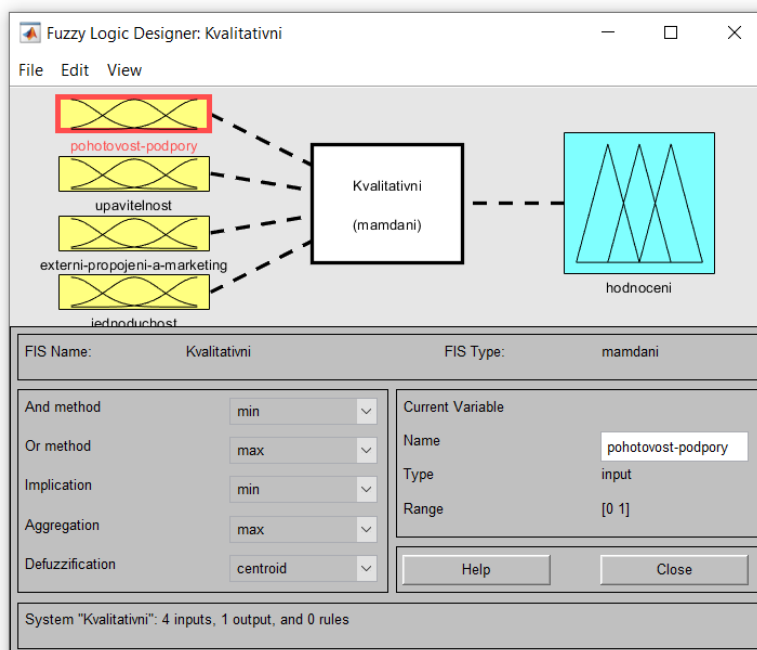 Fuzzy Logic Designer: Kvalitativni
File Edit View
pohotovost-podpory
upavitelnost
externi-propojeni-a-marketing
jednoduchost
Kvalitativni
(mamdani)
hodnoceni
FIS Name: Kvalitativni FIS Type: mamdani
And method min
Or method max
Implication min
Aggregation max
Defuzzification centroid
Current Variable
Name pohotovost-podpory
Type input
Range [0 1]
Help Close
System "Kvalitativni": 4 inputs, 1 output, and 0 rules